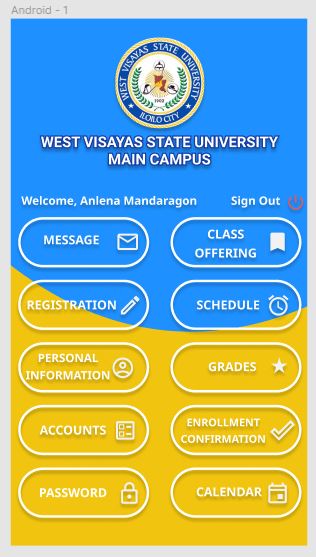 Android - 1
WEST VISAYAS STATE UNIVERSITY
ILOILO CITY
1902
WEST VISAYAS STATE UNIVERSITY
MAIN CAMPUS
Welcome, Anlena Mandaragon Sign Out
MESSAGE
CLASS
OFFERING
REGISTRATION
SCHEDULE
PERSONAL
INFORMATION
GRADES
ACCOUNTS
ENROLLMENT
CONFIRMATION
PASSWORD
CALENDAR